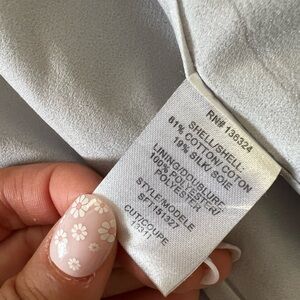 RN# 136324
SHELL/SHELL:
81% COTTON/ COTON
19% SILK/ SOIE
LINING/DOUBLURE:
100% POLYESTER/
POLYESTER
STYLE/MODELE
SFT151327
CUT/COUPE